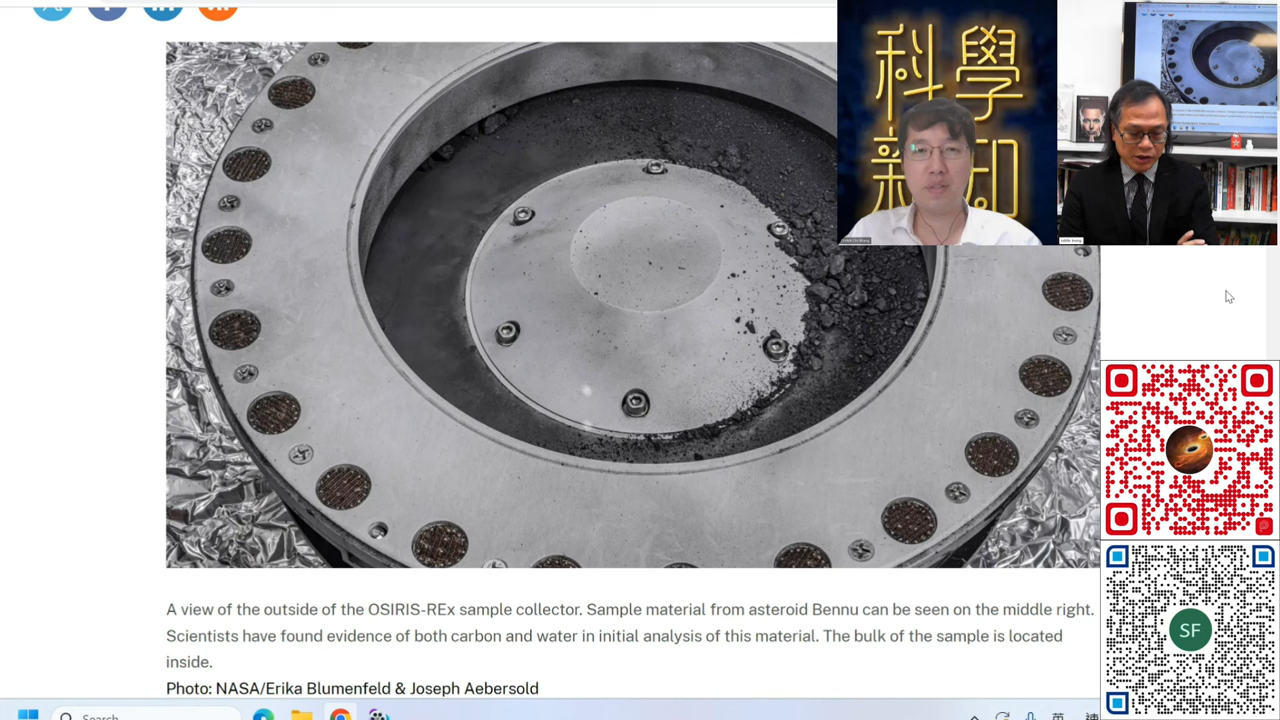 科學
新知
A view of the outside of the OSIRIS-REx sample collector. Sample material from asteroid Bennu can be seen on the middle right.
Scientists have found evidence of both carbon and water in initial analysis of this material. The bulk of the sample is located
inside.
Photo: NASA/Erika Blumenfeld & Joseph Aebersold
SF
Search
英